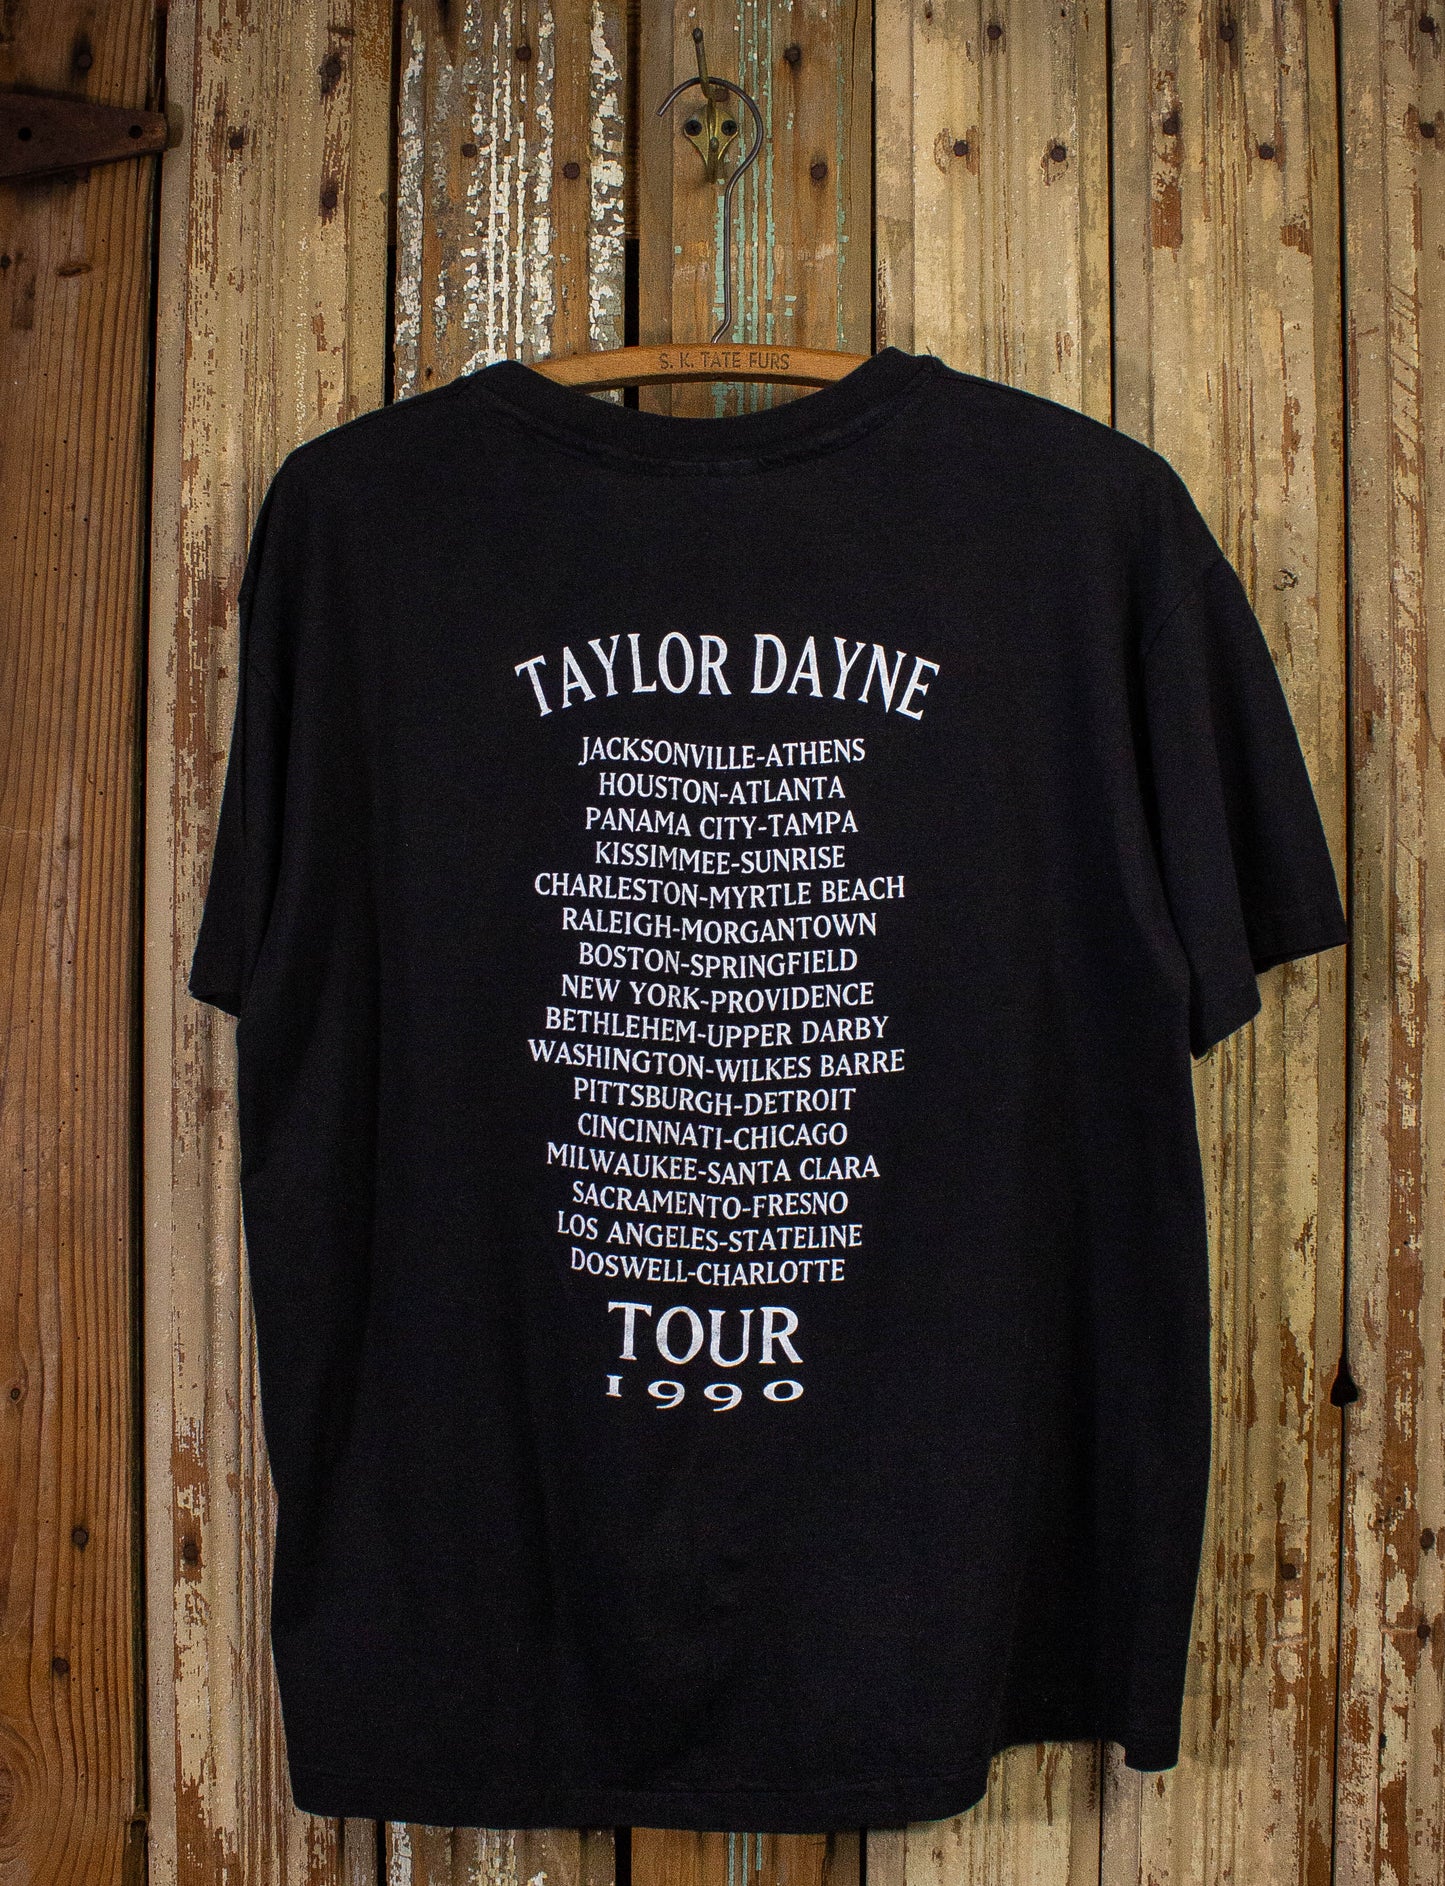 S. K. TATE FURS
TAYLOR DAYNE
JACKSONVILLE-ATHENS
HOUSTON-ATLANTA
PANAMA CITY-TAMPA
KISSIMMEE-SUNRISE
CHARLESTON-MYRTLE BEACH
RALEIGH-MORGANTOWN
BOSTON-SPRINGFIELD
NEW YORK-PROVIDENCE
BETHLEHEM-UPPER DARBY
WASHINGTON-WILKES BARRE
PITTSBURGH-DETROIT
CINCINNATI-CHICAGO
MILWAUKEE-SANTA CLARA
SACRAMENTO-FRESNO
LOS ANGELES-STATELINE
DOSWELL-CHARLOTTE
TOUR
1990